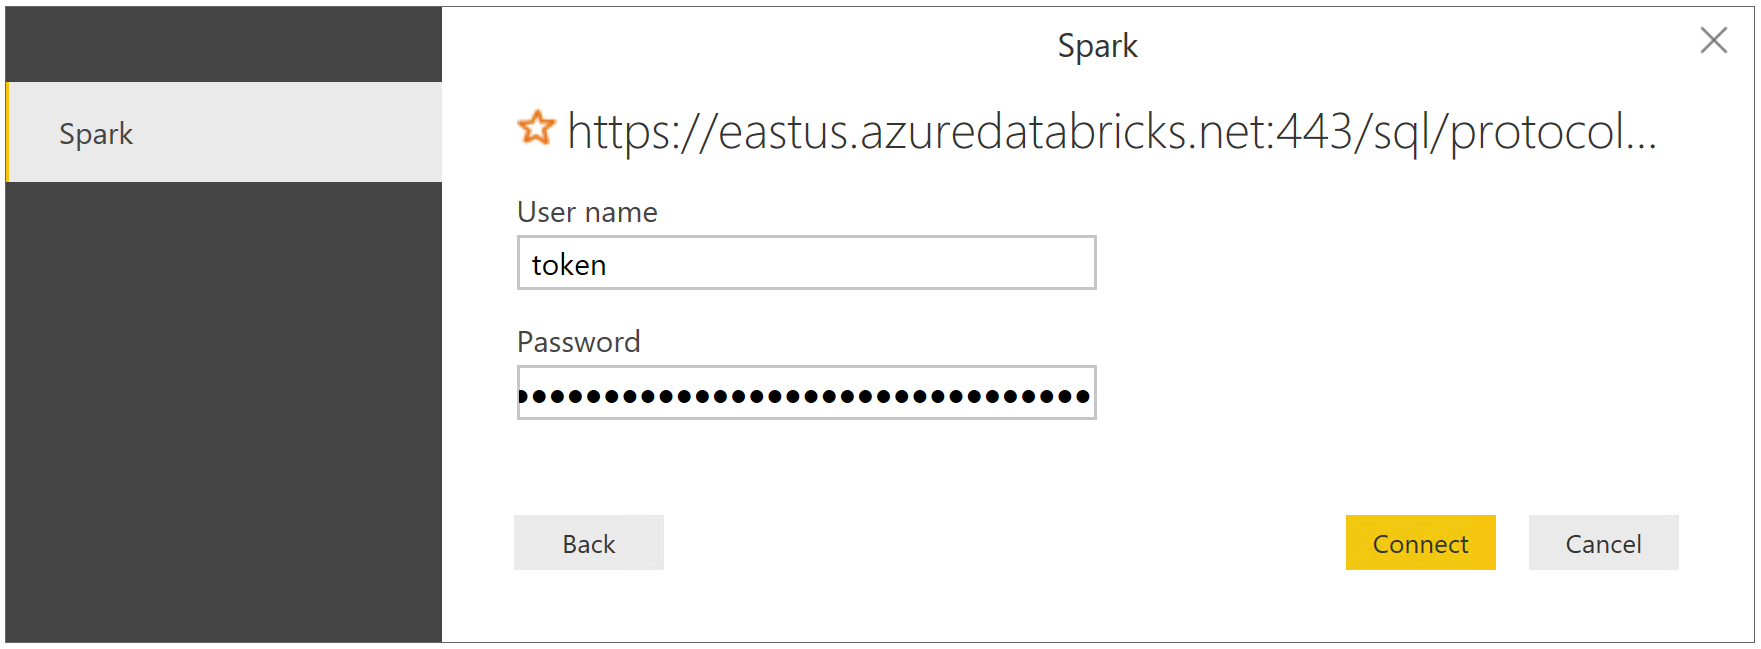 Spark
Spark
https://eastus.azuredatabricks.net:443/sql/protocol...
User name
token
Password
Back
Connect
Cancel